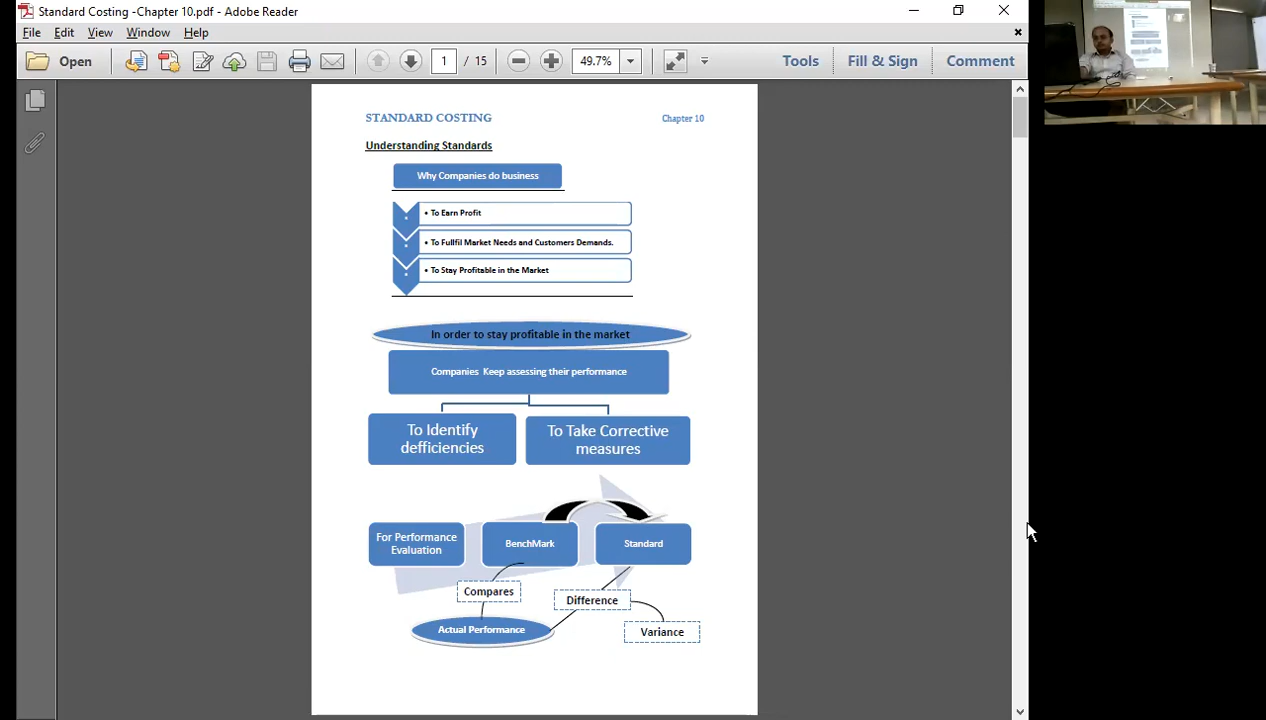 Standard Costing -Chapter 10.pdf - Adobe Reader
File Edit View Window Help
Open 1 / 15 49.7% Tools Fill & Sign Comment
STANDARD COSTING Chapter 10
Understanding Standards
Why Companies do business
• To Earn Profit
• To Fullfil Market Needs and Customers Demands.
• To Stay Profitable in the Market
In order to stay profitable in the market
Companies Keep assessing their performance
To Identify
defficiencies
To Take Corrective
measures
For Performance
Evaluation
BenchMark
Standard
Compares
Difference
Actual Performance
Variance